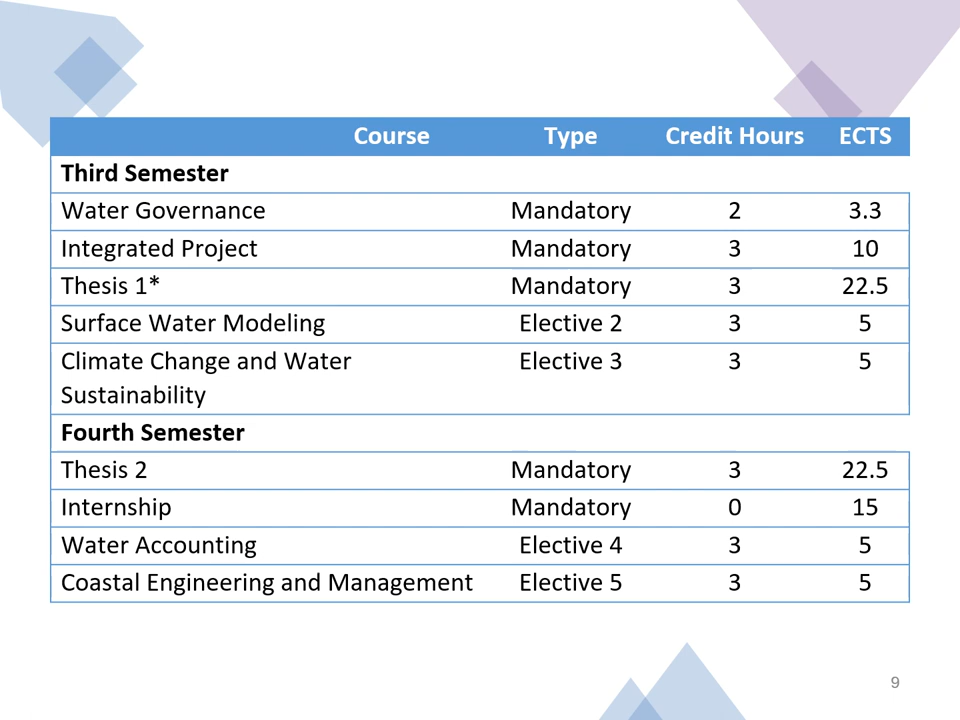 Course Type Credit Hours ECTS
Third Semester
Water Governance Mandatory 2 3.3
Integrated Project Mandatory 3 10
Thesis 1* Mandatory 3 22.5
Surface Water Modeling Elective 2 3 5
Climate Change and Water Elective 3 3 5
Sustainability
Fourth Semester
Thesis 2 Mandatory 3 22.5
Internship Mandatory 0 15
Water Accounting Elective 4 3 5
Coastal Engineering and Management Elective 5 3 5
9